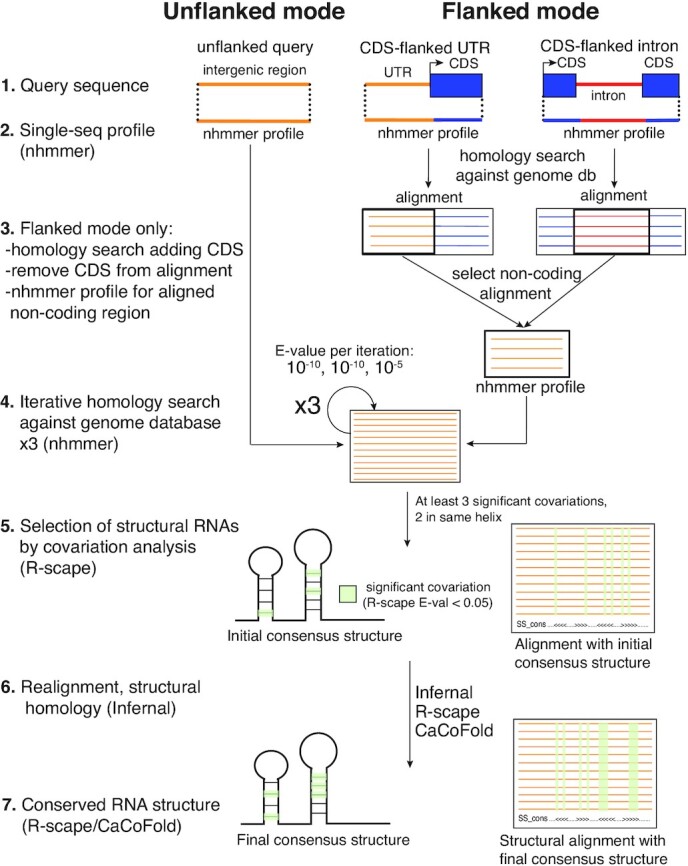 Unflanked mode
Flanked mode
unflanked query
CDS-flanked UTR
CDS-flanked intron
1. Query sequence
intergenic region
UTR
CDS
CDS
CDS
intron
2. Single-seq profile
(nhmmer)
nhmmer profile
nhmmer profile
nhmmer profile
homology search
against genome db
alignment
alignment
3. Flanked mode only:
-homology search adding CDS
-remove CDS from alignment
-nhmmer profile for aligned
non-coding region
select non-coding
alignment
nhmmer profile
E-value per iteration:
10⁻¹⁰, 10⁻¹⁰, 10⁻⁵
x3
4. Iterative homology search
against genome database
x3 (nhmmer)
At least 3 significant covariations,
2 in same helix
5. Selection of structural RNAs
by covariation analysis
(R-scape)
significant covariation
(R-scape E-val < 0.05)
Initial consensus structure
SS_cons ...<<<<....>>>>...<<<<<....>>>>>......
Alignment with initial
consensus structure
6. Realignment, structural
homology (Infernal)
Infernal
R-scape
CaCoFold
7. Conserved RNA structure
(R-scape/CaCoFold)
Final consensus structure
SS_cons ...<<<<....>>>>...<<<<<....>>>>>......
Structural alignment with
final consensus structure